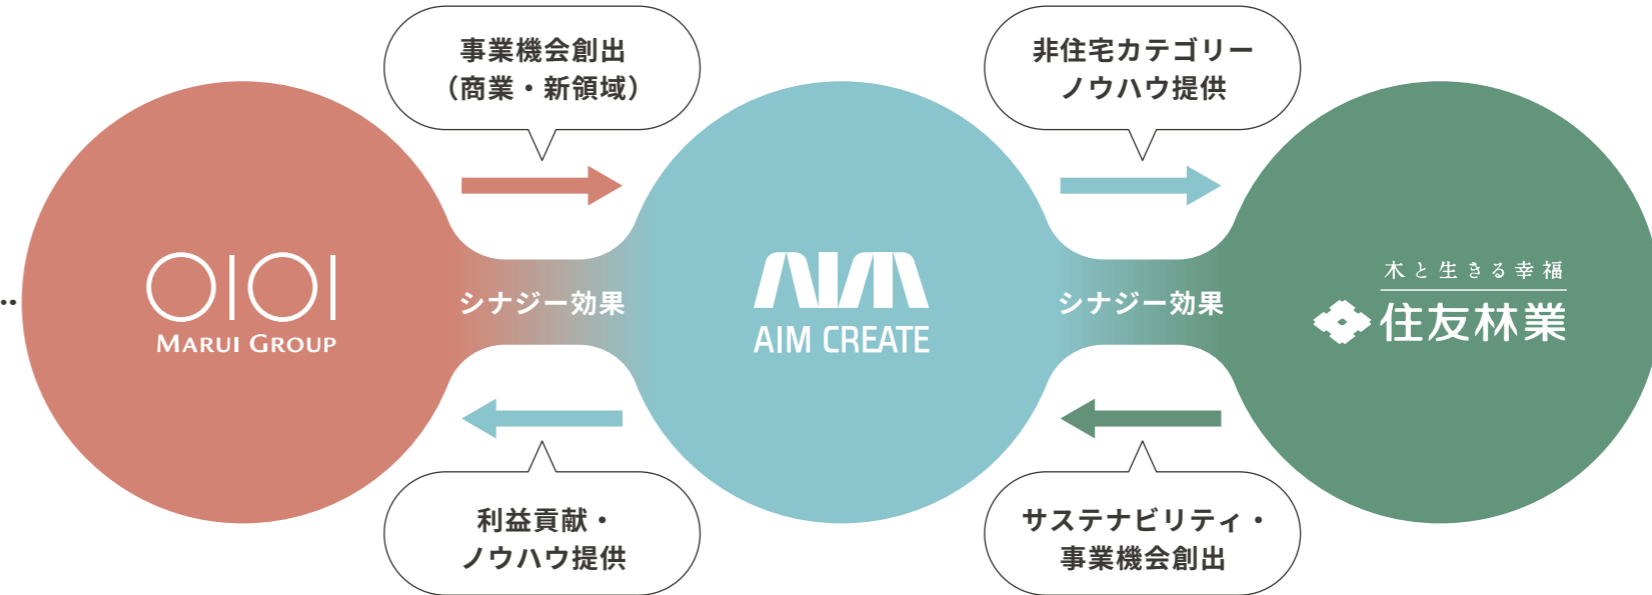 事業機会創出
（商業・新領域）
非住宅カテゴリー
ノウハウ提供
OIOI
MARUI GROUP
シナジー効果
AIM
AIM CREATE
シナジー効果
木と生きる幸福
住友林業
利益貢献・
ノウハウ提供
サステナビリティ・
事業機会創出